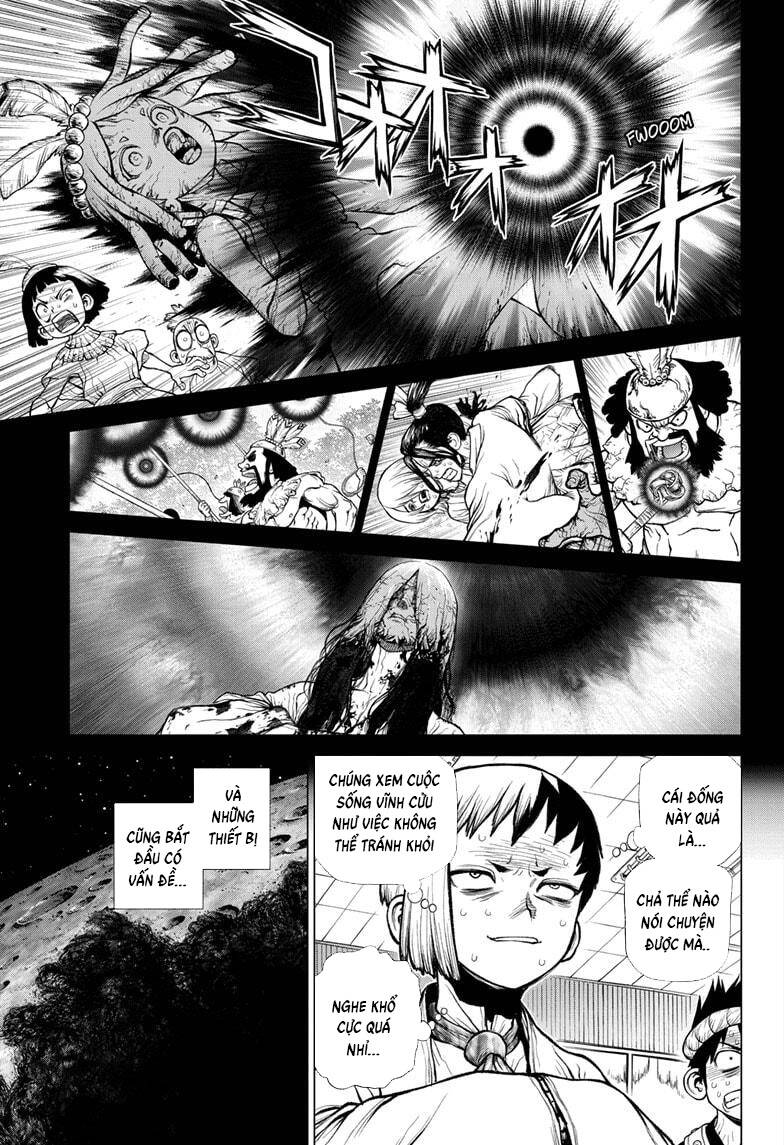 ゴォオォオオ
FWOOOM
CÁI ĐỐNG
NÀY QUẢ
LÀ...
CHẢ THỂ NÀO
NÓI CHUYỆN
ĐƯỢC MÀ..
CHÚNG XEM CUỘC
SỐNG VĨNH CỬU
NHƯ VIỆC KHÔNG
THỂ TRÁNH KHỎI
NGHE KHỔ
CỰC QUÁ
NHỈ...
VÀ
NHỮNG
THIẾT BỊ
CŨNG BẮT
ĐẦU CÓ
VẤN ĐỀ...